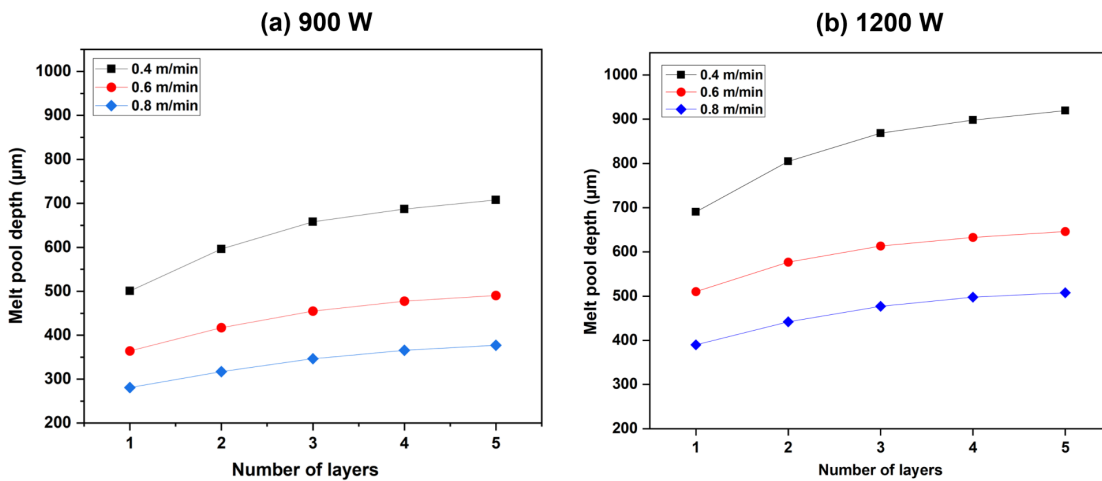 (a) 900 W
1000
900
800
700
600
500
400
300
200
Melt pool depth (µm)
0.4 m/min
0.6 m/min
0.8 m/min
1 2 3 4 5
Number of layers
(b) 1200 W
1000
900
800
700
600
500
400
300
200
Melt pool depth (µm)
0.4 m/min
0.6 m/min
0.8 m/min
1 2 3 4 5
Number of layers